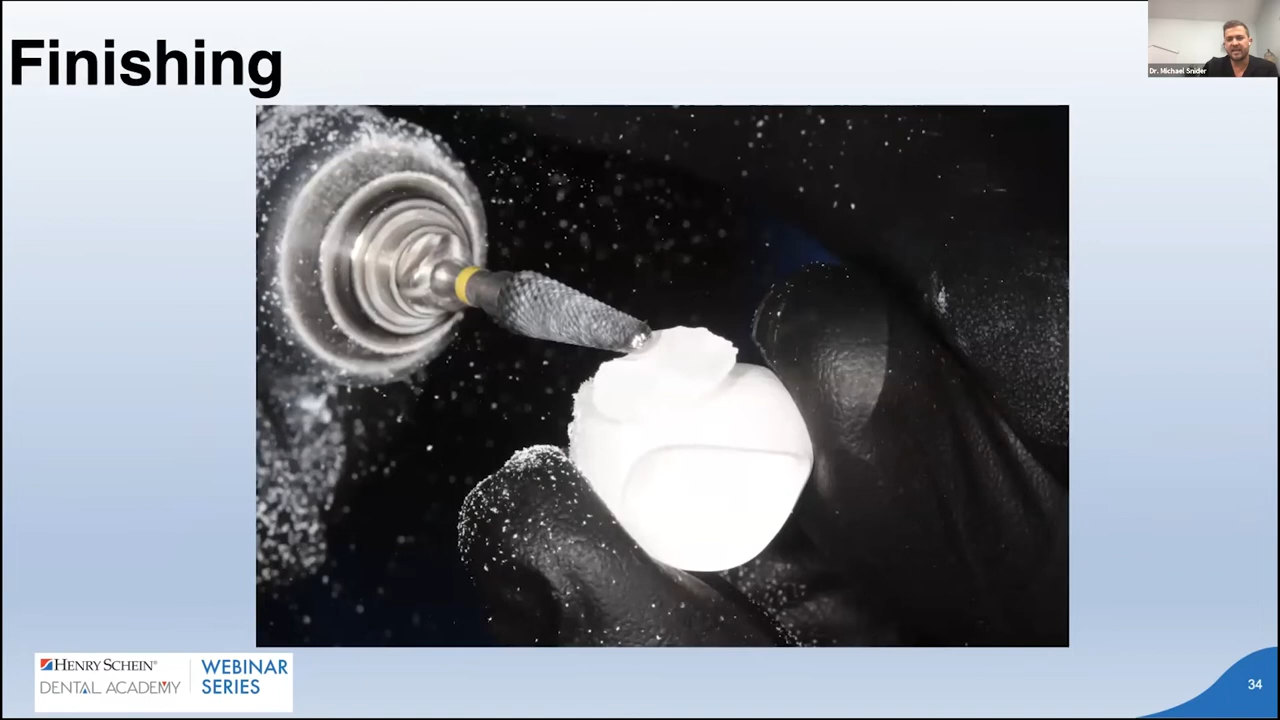 Finishing
Dr. Michael Snider
HENRY SCHEIN®
DENTAL ACADEMY
WEBINAR
SERIES
34